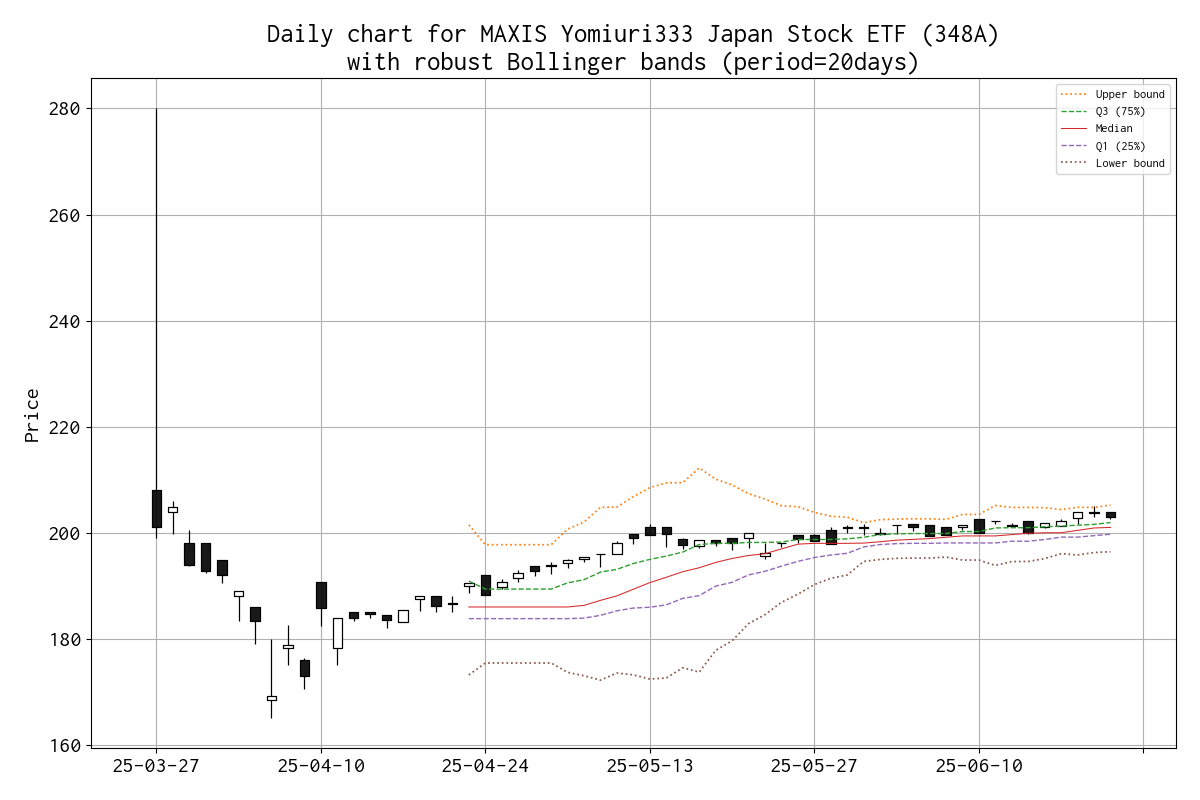 Daily chart for MAXIS Yomiuri333 Japan Stock ETF (348A)
with robust Bollinger bands (period=20days)
Upper bound
Q3 (75%)
Median
Q1 (25%)
Lower bound
Price
280
260
240
220
200
180
160
25-03-27
25-04-10
25-04-24
25-05-13
25-05-27
25-06-10